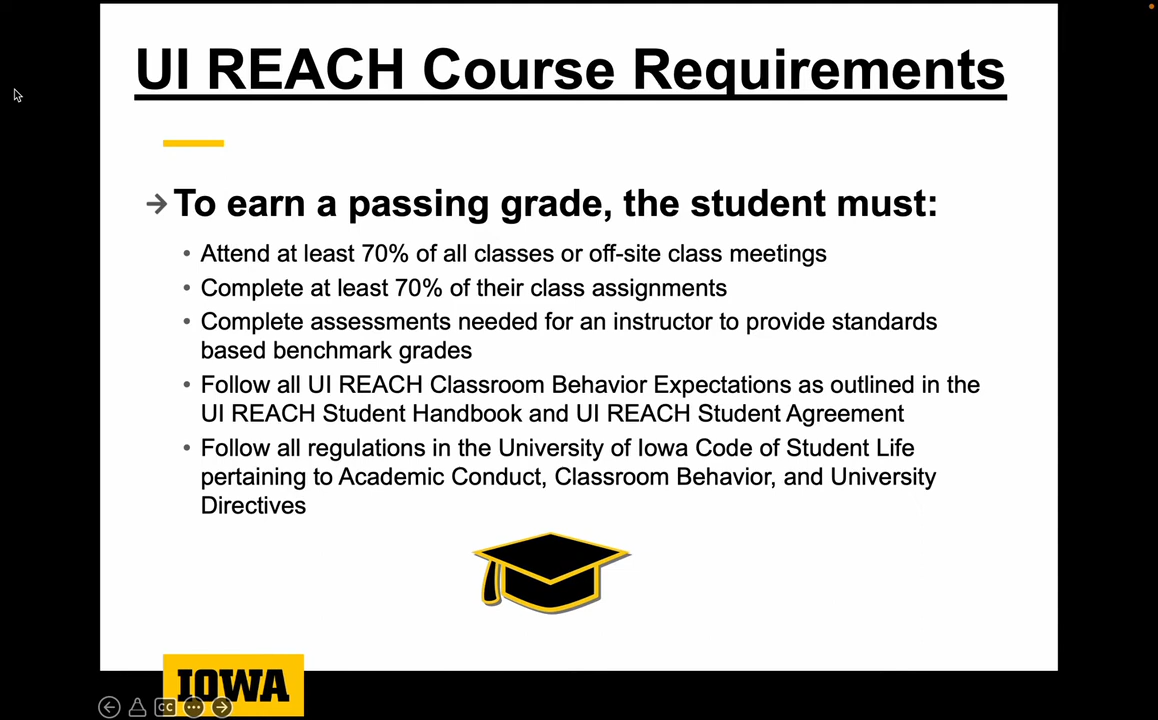 UI REACH Course Requirements
→ To earn a passing grade, the student must:
• Attend at least 70% of all classes or off-site class meetings
• Complete at least 70% of their class assignments
• Complete assessments needed for an instructor to provide standards
based benchmark grades
• Follow all UI REACH Classroom Behavior Expectations as outlined in the
UI REACH Student Handbook and UI REACH Student Agreement
• Follow all regulations in the University of Iowa Code of Student Life
pertaining to Academic Conduct, Classroom Behavior, and University
Directives
IOWA
CC